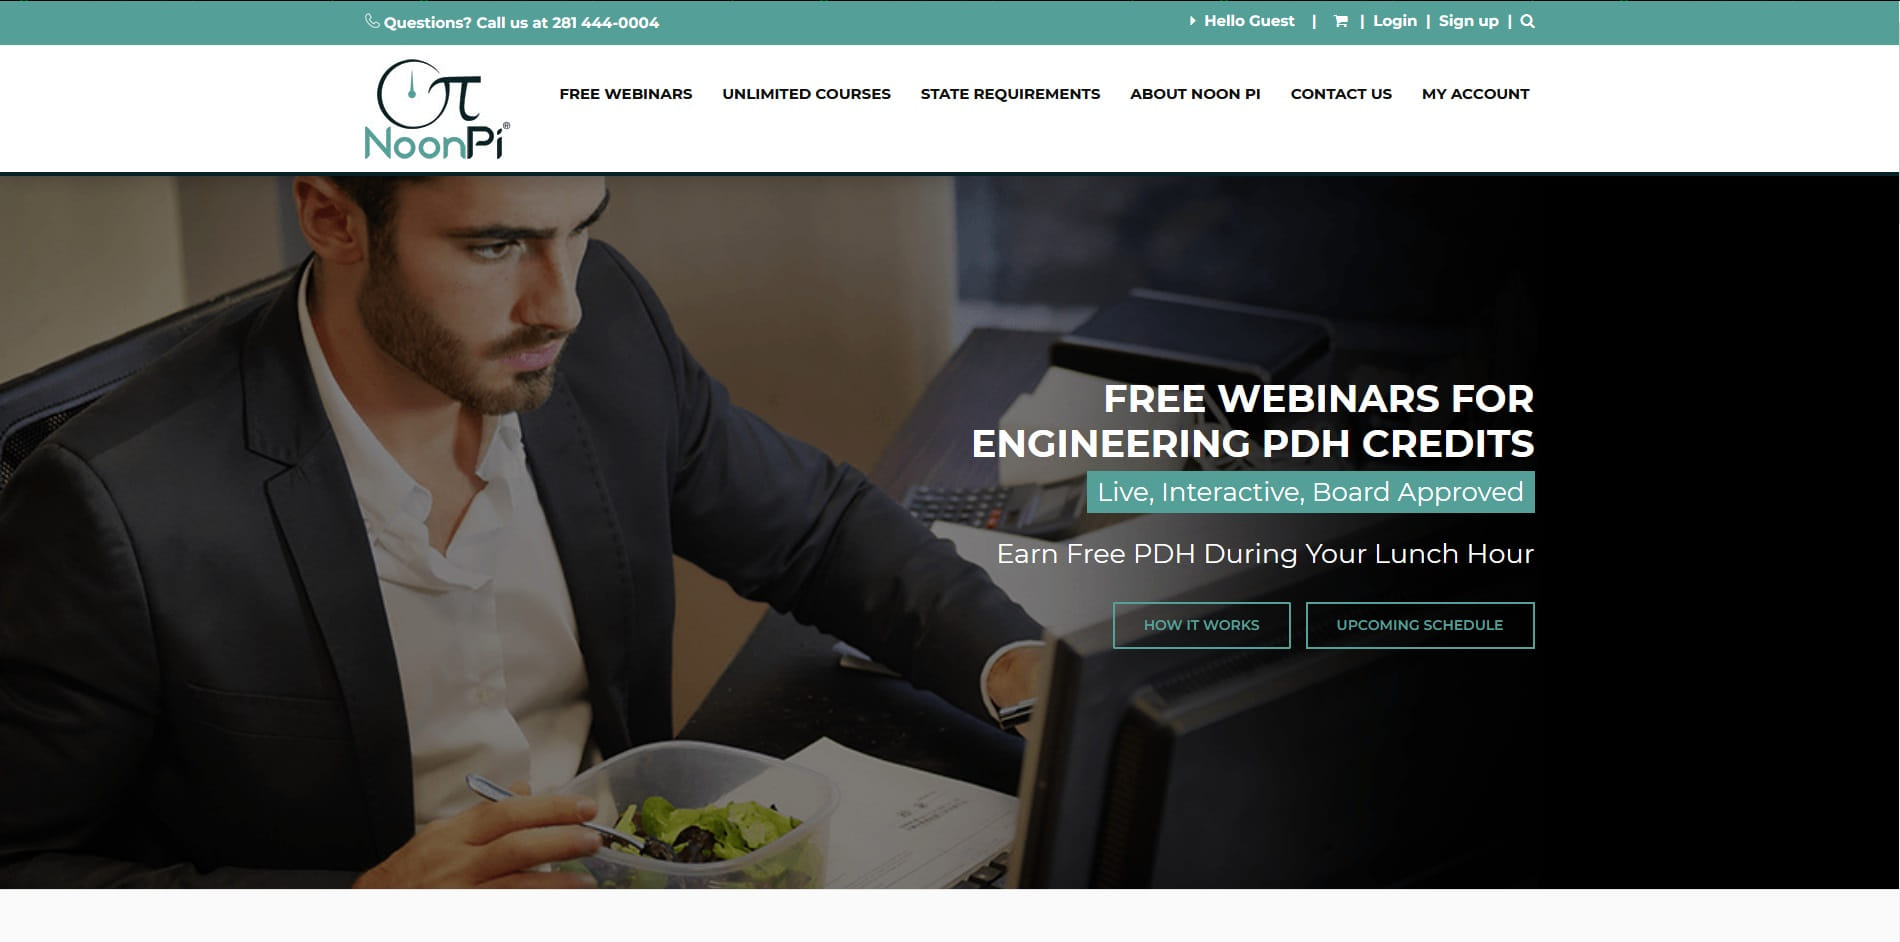 Questions? Call us at 281 444-0004
Hello Guest | | Login | Sign up |
π
NoonPi®
FREE WEBINARS UNLIMITED COURSES STATE REQUIREMENTS ABOUT NOON PI CONTACT US MY ACCOUNT
FREE WEBINARS FOR
ENGINEERING PDH CREDITS
Live, Interactive, Board Approved
Earn Free PDH During Your Lunch Hour
HOW IT WORKS UPCOMING SCHEDULE